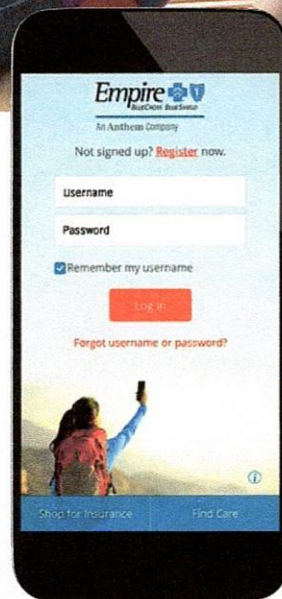 Empire
BlueCross BlueShield
An Anthem Company
Not signed up? Register now.
Username
Password
Remember my username
Log in
Forgot username or password?
Shop for Insurance Find Care